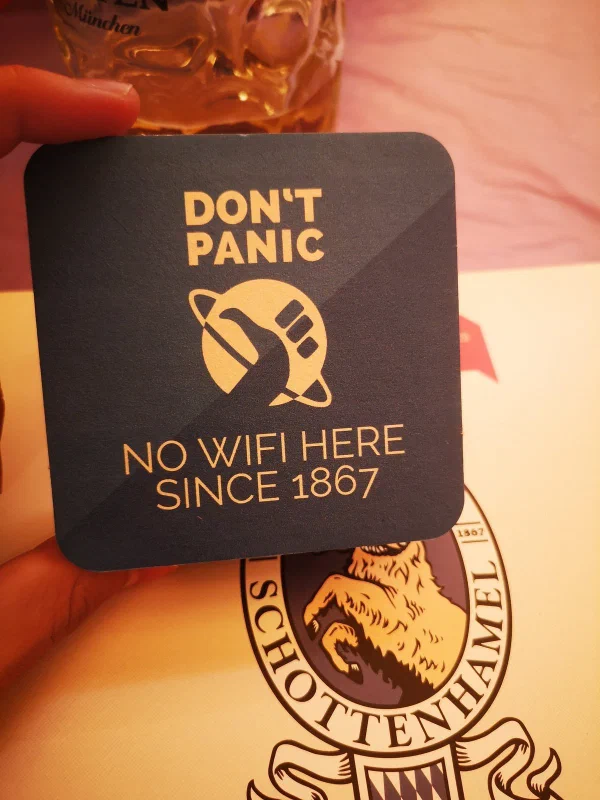 München
DON‘T
PANIC
NO WIFI HERE
SINCE 1867
1867
SCHOTTENHAMEL